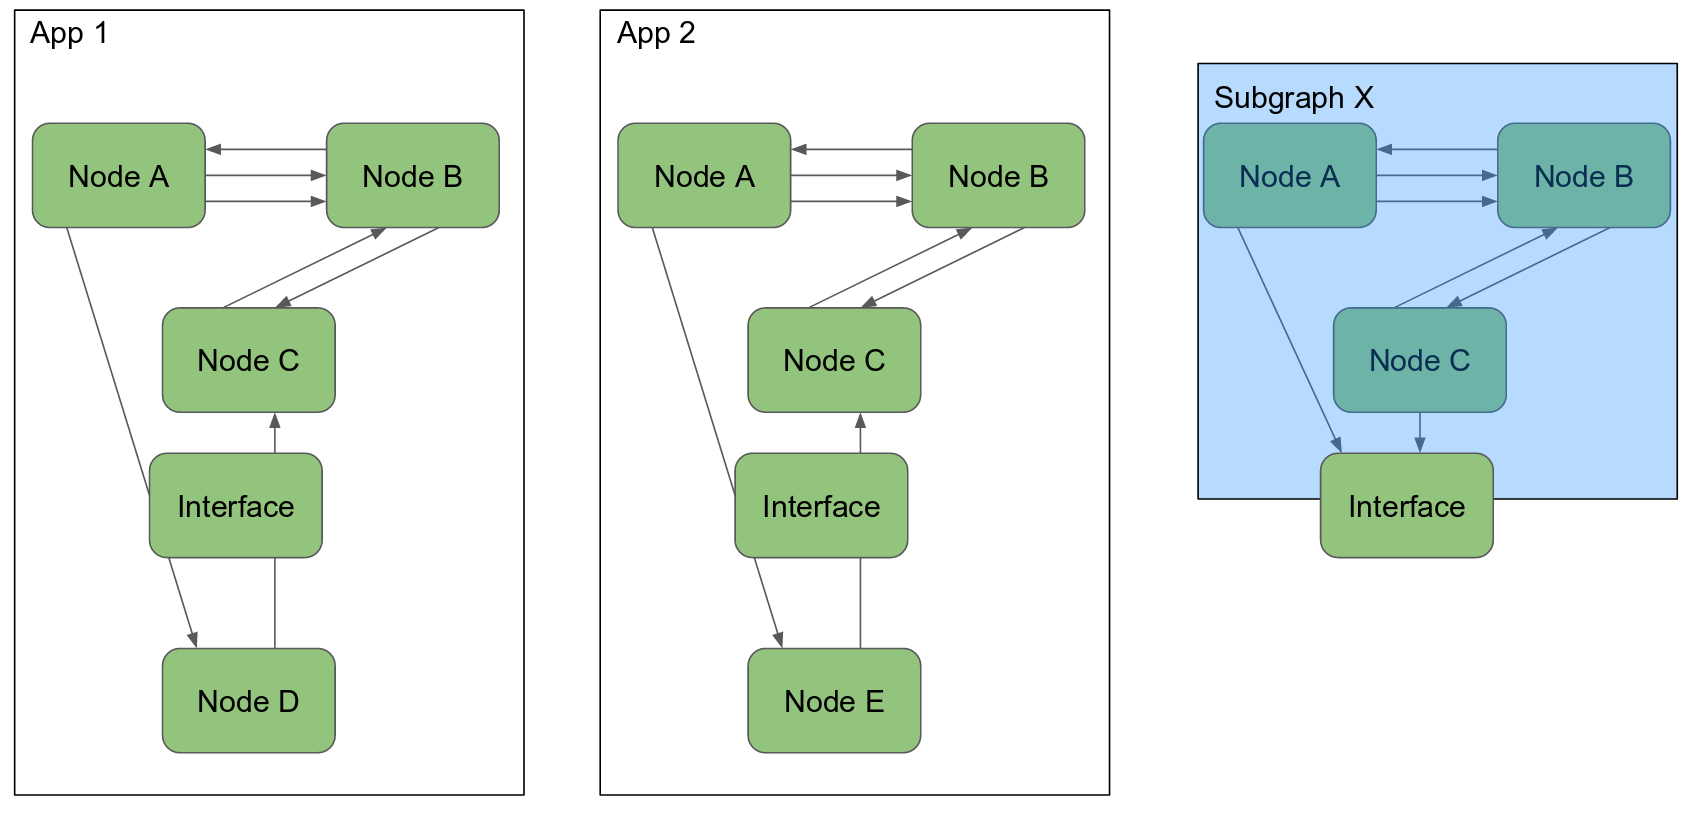 App 1
Node A
Node B
Node C
Interface
Node D
App 2
Node A
Node B
Node C
Interface
Node E
Subgraph X
Node A
Node B
Node C
Interface